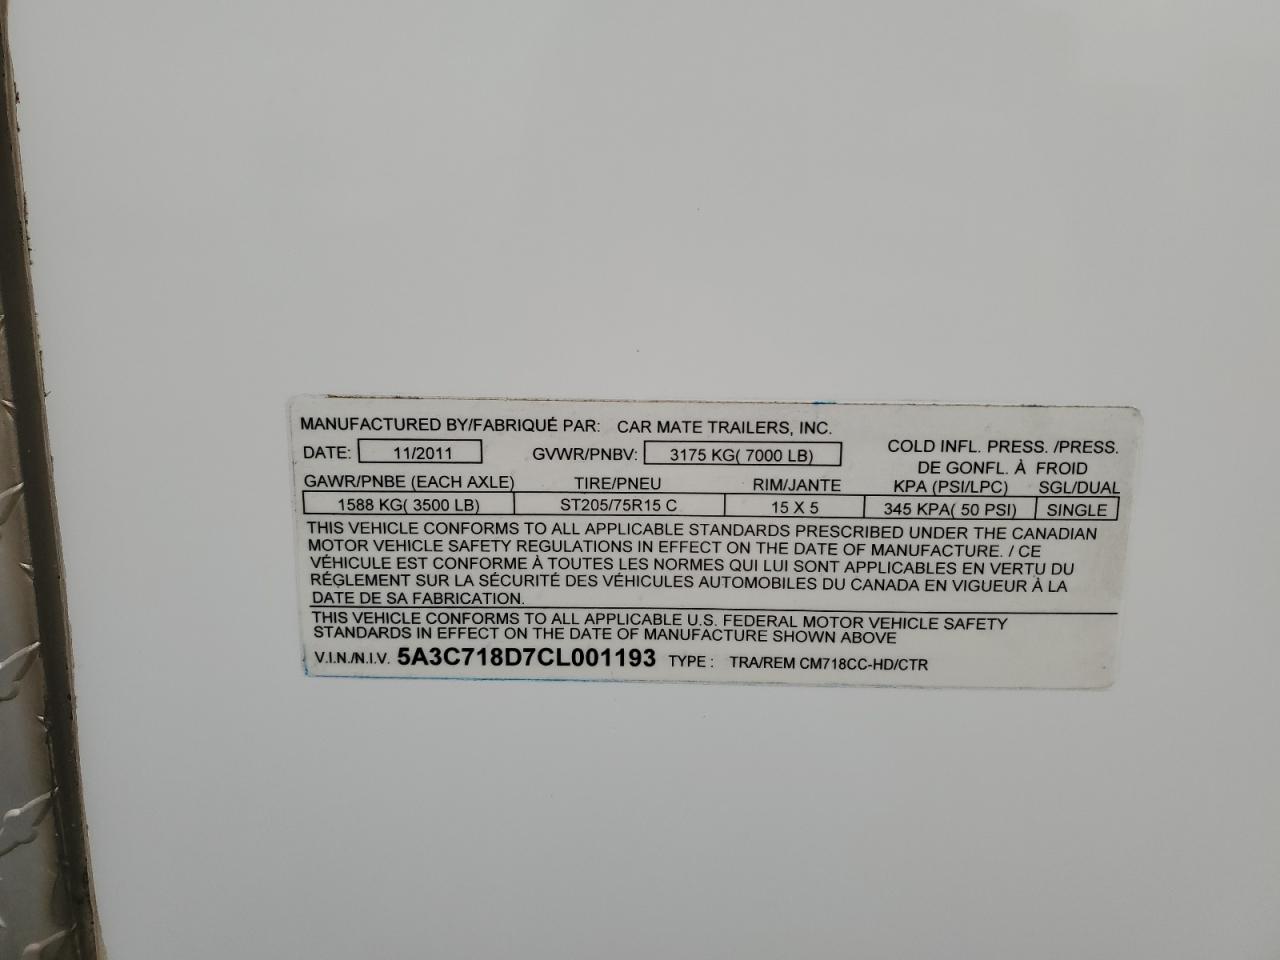 MANUFACTURED BY/FABRIQUÉ PAR: CAR MATE TRAILERS, INC.
DATE: 11/2011 GVWR/PNBV: 3175 KG( 7000 LB)
COLD INFL. PRESS. /PRESS.
DE GONFL. À FROID
GAWR/PNBE (EACH AXLE) TIRE/PNEU RIM/JANTE KPA (PSI/LPC) SGL/DUAL
1588 KG( 3500 LB) ST205/75R15 C 15 X 5 345 KPA( 50 PSI) SINGLE
THIS VEHICLE CONFORMS TO ALL APPLICABLE STANDARDS PRESCRIBED UNDER THE CANADIAN
MOTOR VEHICLE SAFETY REGULATIONS IN EFFECT ON THE DATE OF MANUFACTURE. / CE
VÉHICULE EST CONFORME À TOUTES LES NORMES QUI LUI SONT APPLICABLES EN VERTU DU
RÉGLEMENT SUR LA SÉCURITÉ DES VÉHICULES AUTOMOBILES DU CANADA EN VIGUEUR À LA
DATE DE SA FABRICATION.
THIS VEHICLE CONFORMS TO ALL APPLICABLE U.S. FEDERAL MOTOR VEHICLE SAFETY
STANDARDS IN EFFECT ON THE DATE OF MANUFACTURE SHOWN ABOVE
V.I.N./N.I.V. 5A3C718D7CL001193 TYPE : TRA/REM CM718CC-HD/CTR